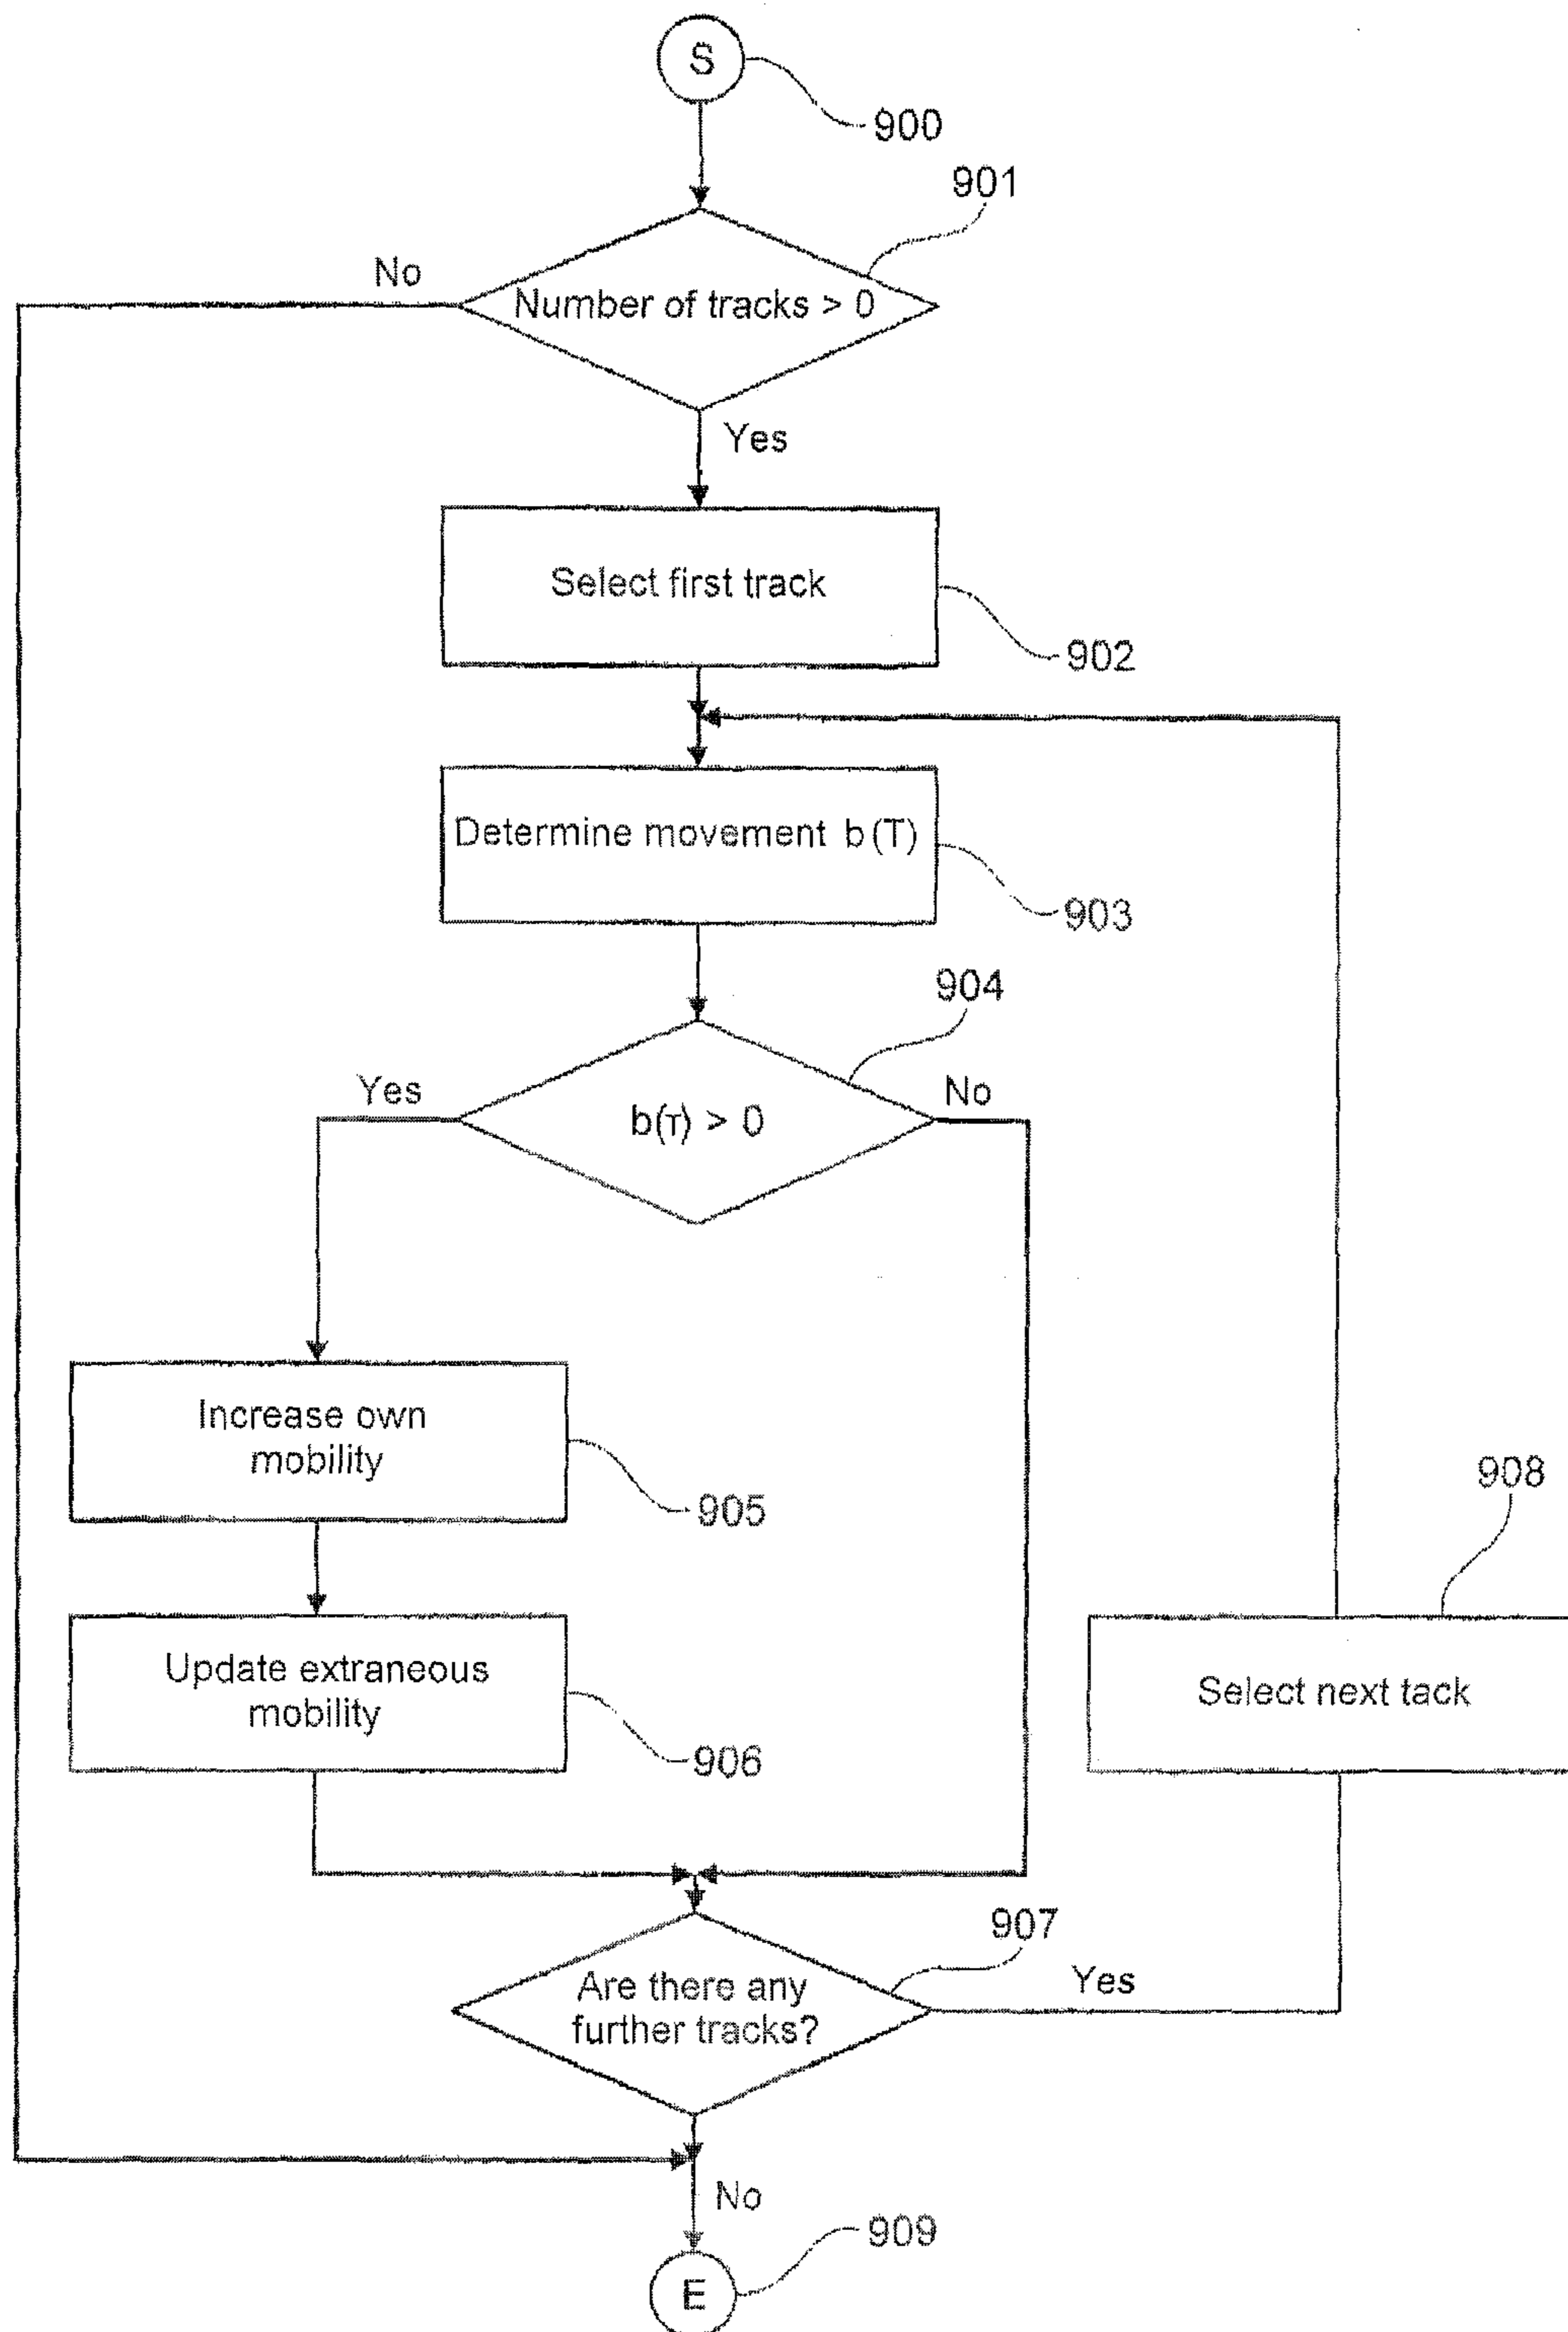 S
900
901
No
Number of tracks > 0
Yes
Select first track
902
Determine movement b(T)
903
904
Yes
No
b(T) > 0
Increase own
mobility
905
908
Update extraneous
mobility
906
Select next tack
907
Are there any
further tracks?
Yes
No
909
E